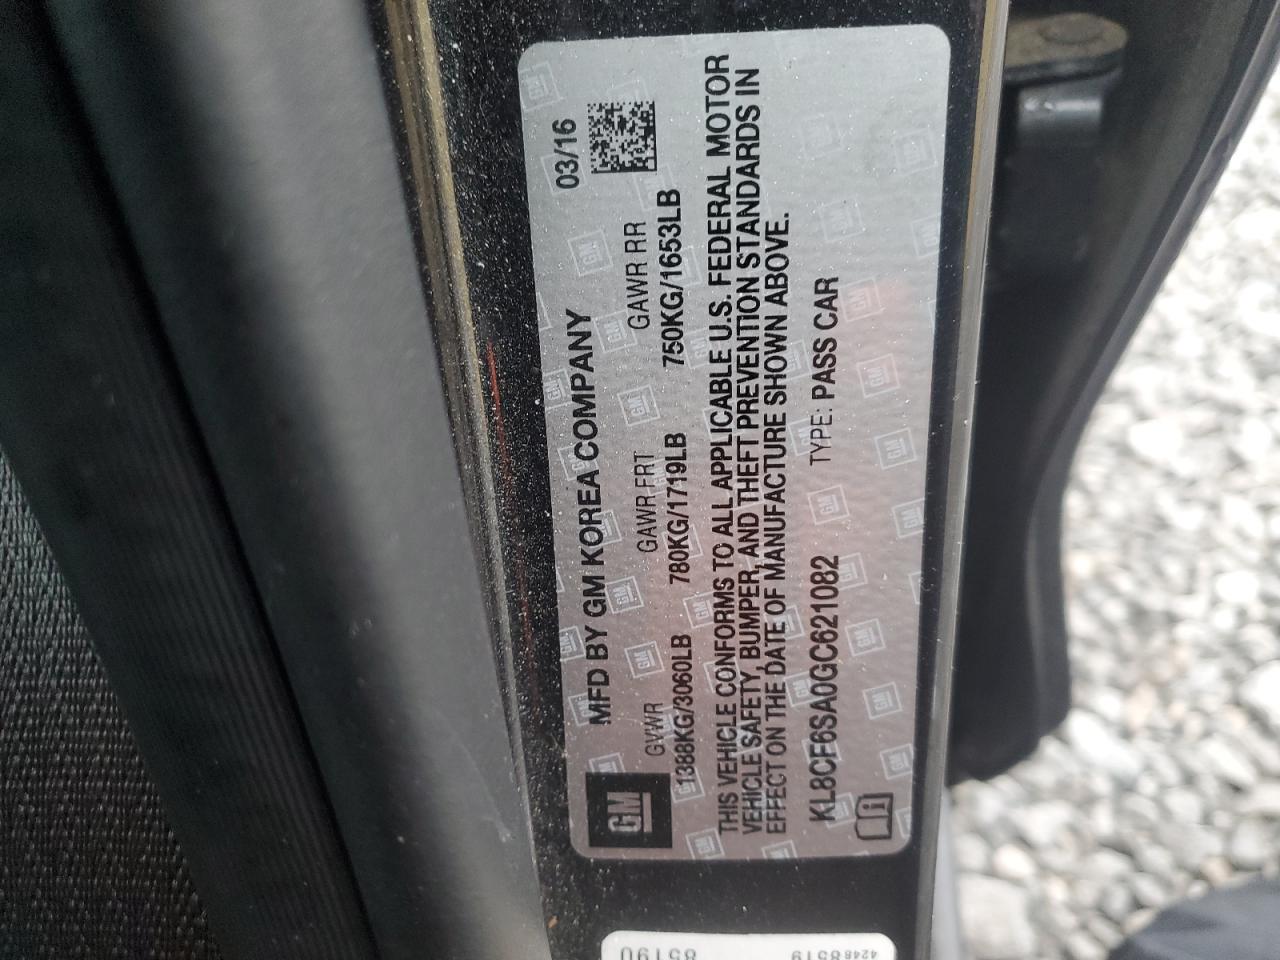 GM
MFD BY GM KOREA COMPANY 03/16
GVWR GAWR FRT GAWR RR
1388KG/3060LB 780KG/1719LB 750KG/1653LB
THIS VEHICLE CONFORMS TO ALL APPLICABLE U.S. FEDERAL MOTOR
VEHICLE SAFETY, BUMPER, AND THEFT PREVENTION STANDARDS IN
EFFECT ON THE DATE OF MANUFACTURE SHOWN ABOVE.
KL8CF6SA0GC621082 TYPE: PASS CAR